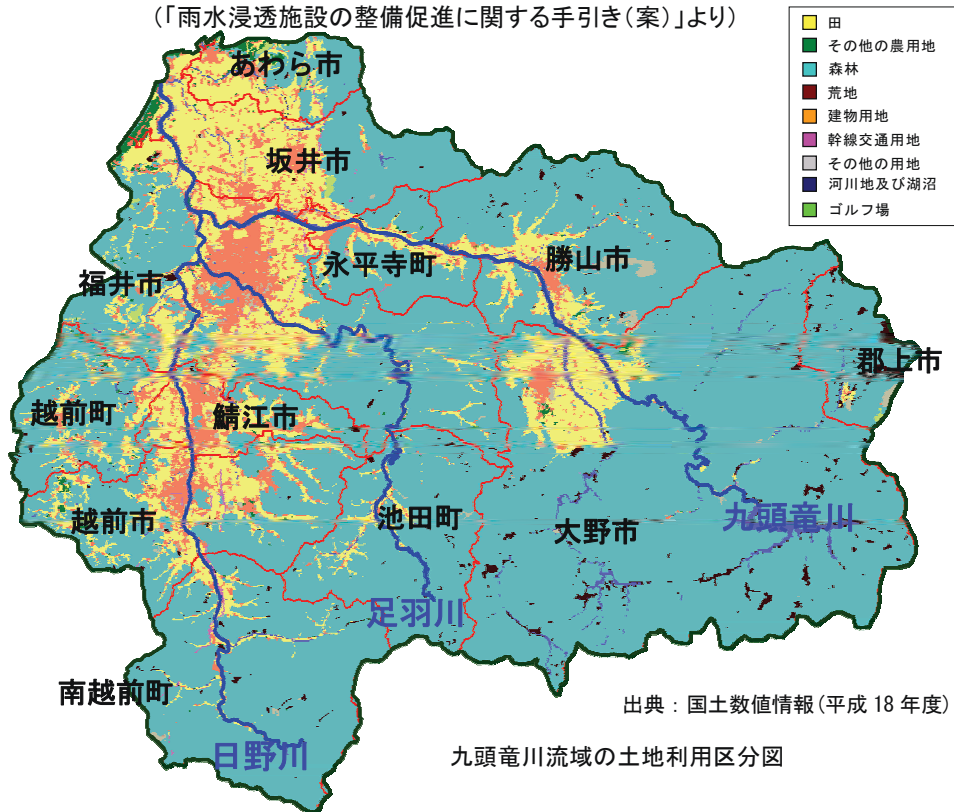 (「雨水浸透施設の整備促進に関する手引き(案)」より)
田
その他の農用地
森林
荒地
建物用地
幹線交通用地
その他の用地
河川地及び湖沼
ゴルフ場
あわら市
坂井市
永平寺町
勝山市
福井市
郡上市
越前町
鯖江市
越前市
池田町
大野市
九頭竜川
足羽川
南越前町
日野川
出典：国土数値情報(平成18年度)
九頭竜川流域の土地利用区分図